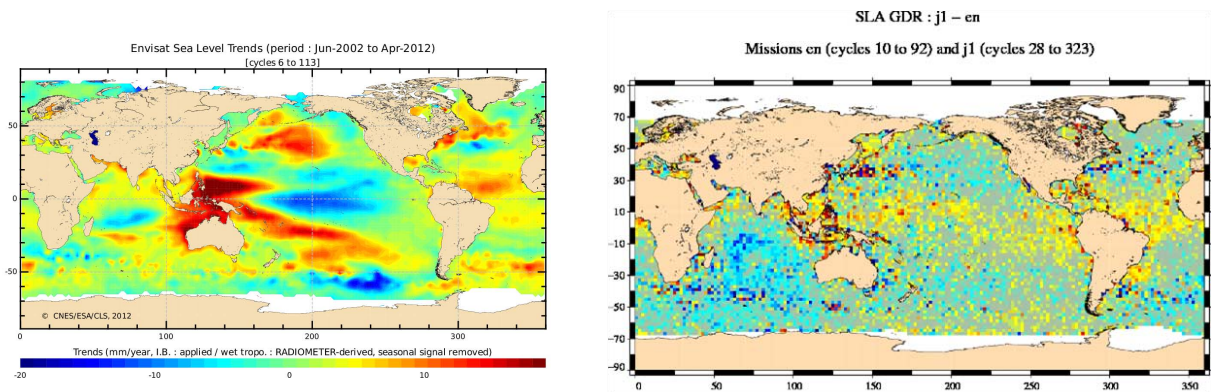 Envisat Sea Level Trends (period : Jun-2002 to Apr-2012)
[cycles 6 to 113]
50
0
-50
© CNES/ESA/CLS, 2012
0 100 200 300
Trends (mm/year, I.B. : applied / wet tropo. : RADIOMETER-derived, seasonal signal removed)
-20 -10 0 10
SLA GDR : j1 – en
Missions en (cycles 10 to 92) and j1 (cycles 28 to 323)
90
70
50
30
10
−10
−30
−50
−70
−90
0 50 100 150 200 250 300 350